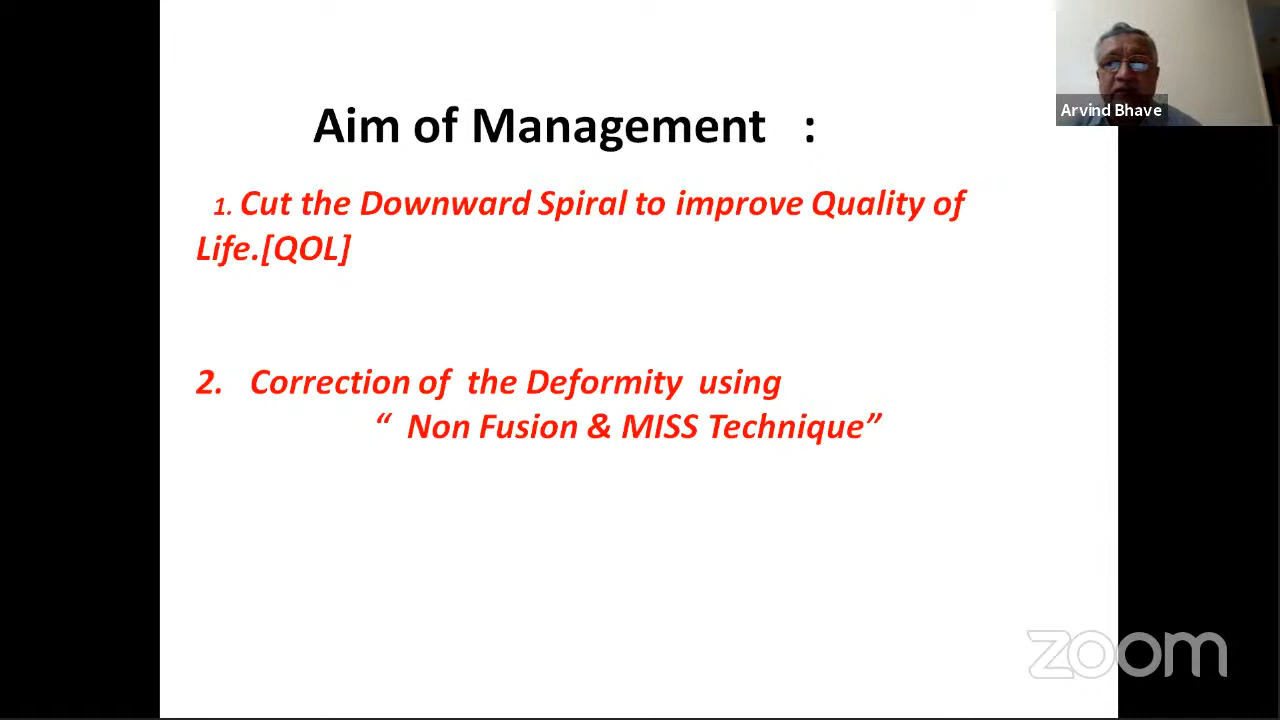 Arvind Bhave
Aim of Management :
1. Cut the Downward Spiral to improve Quality of
Life.[QOL]
2. Correction of the Deformity using
“ Non Fusion & MISS Technique”
zoom